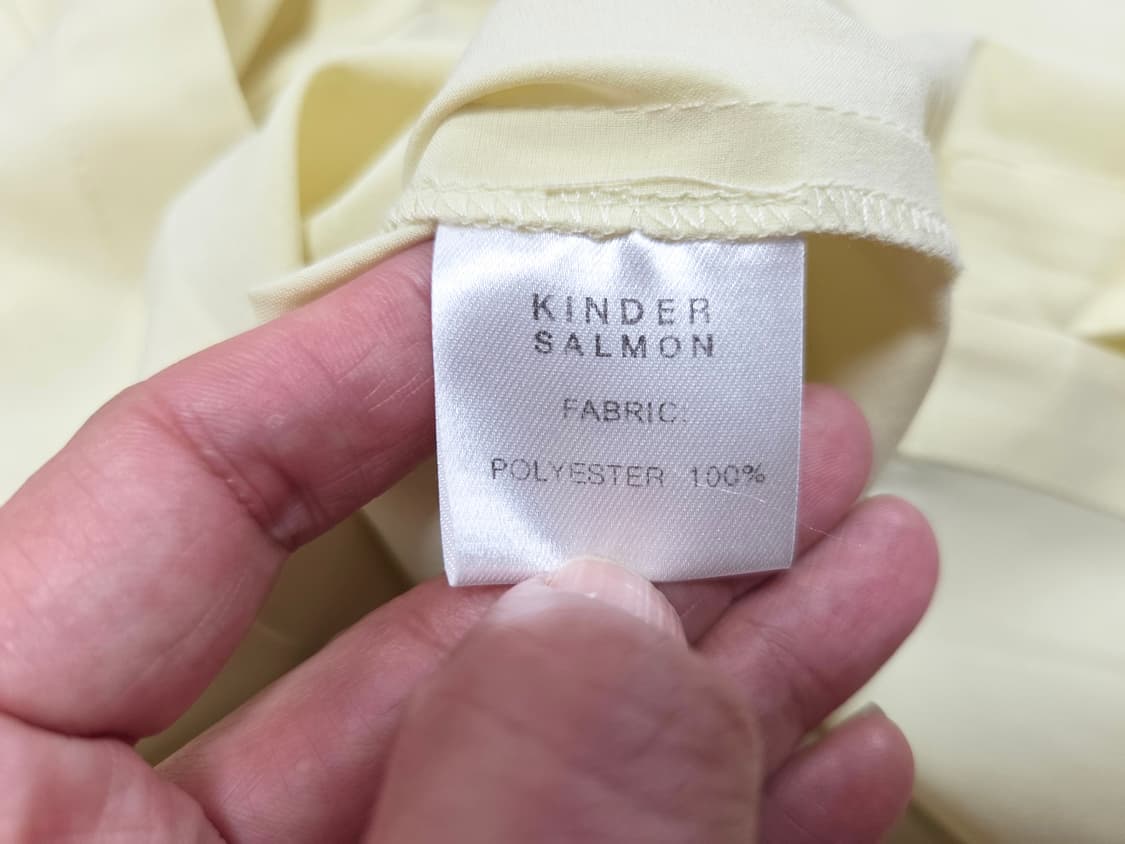 KINDER
SALMON
FABRIC:
POLYESTER 100%